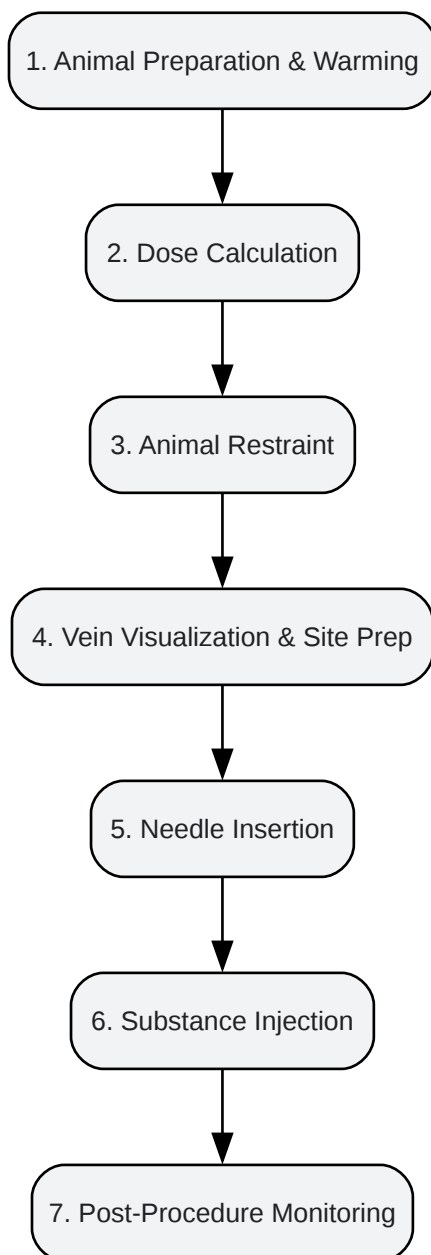 1. Animal Preparation & Warming
2. Dose Calculation
3. Animal Restraint
4. Vein Visualization & Site Prep
5. Needle Insertion
6. Substance Injection
7. Post-Procedure Monitoring